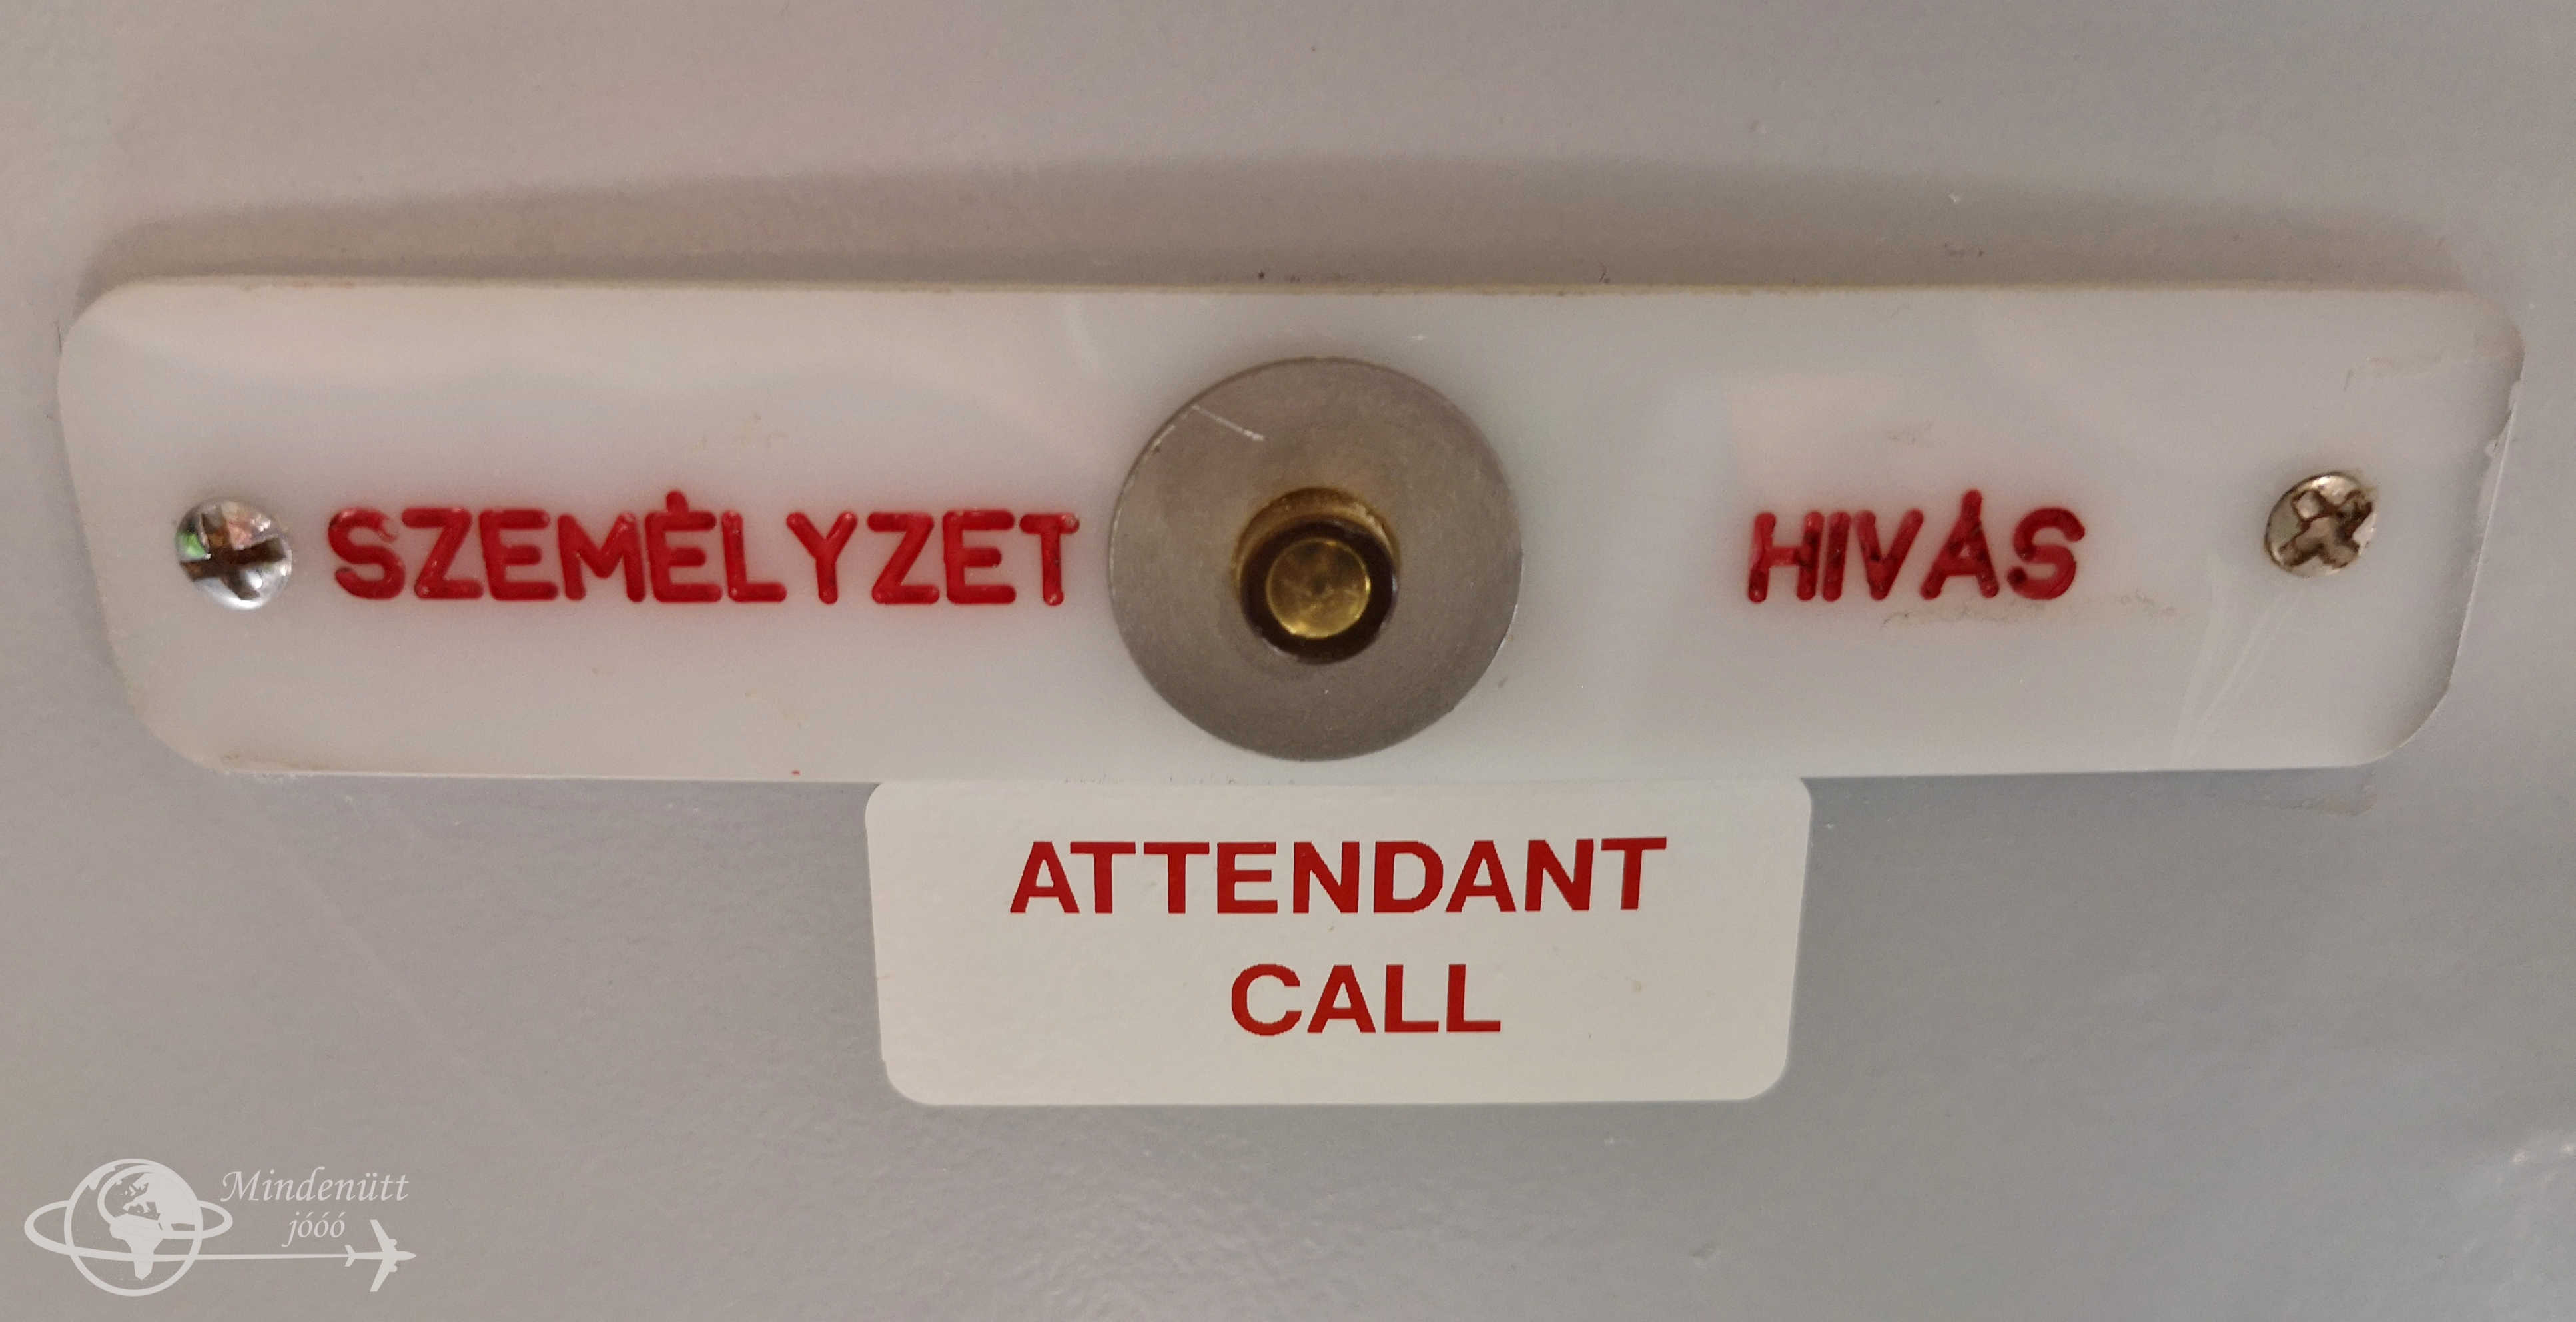 SZEMÉLYZET HIVÁS
ATTENDANT
CALL
Mindenütt
jóóó